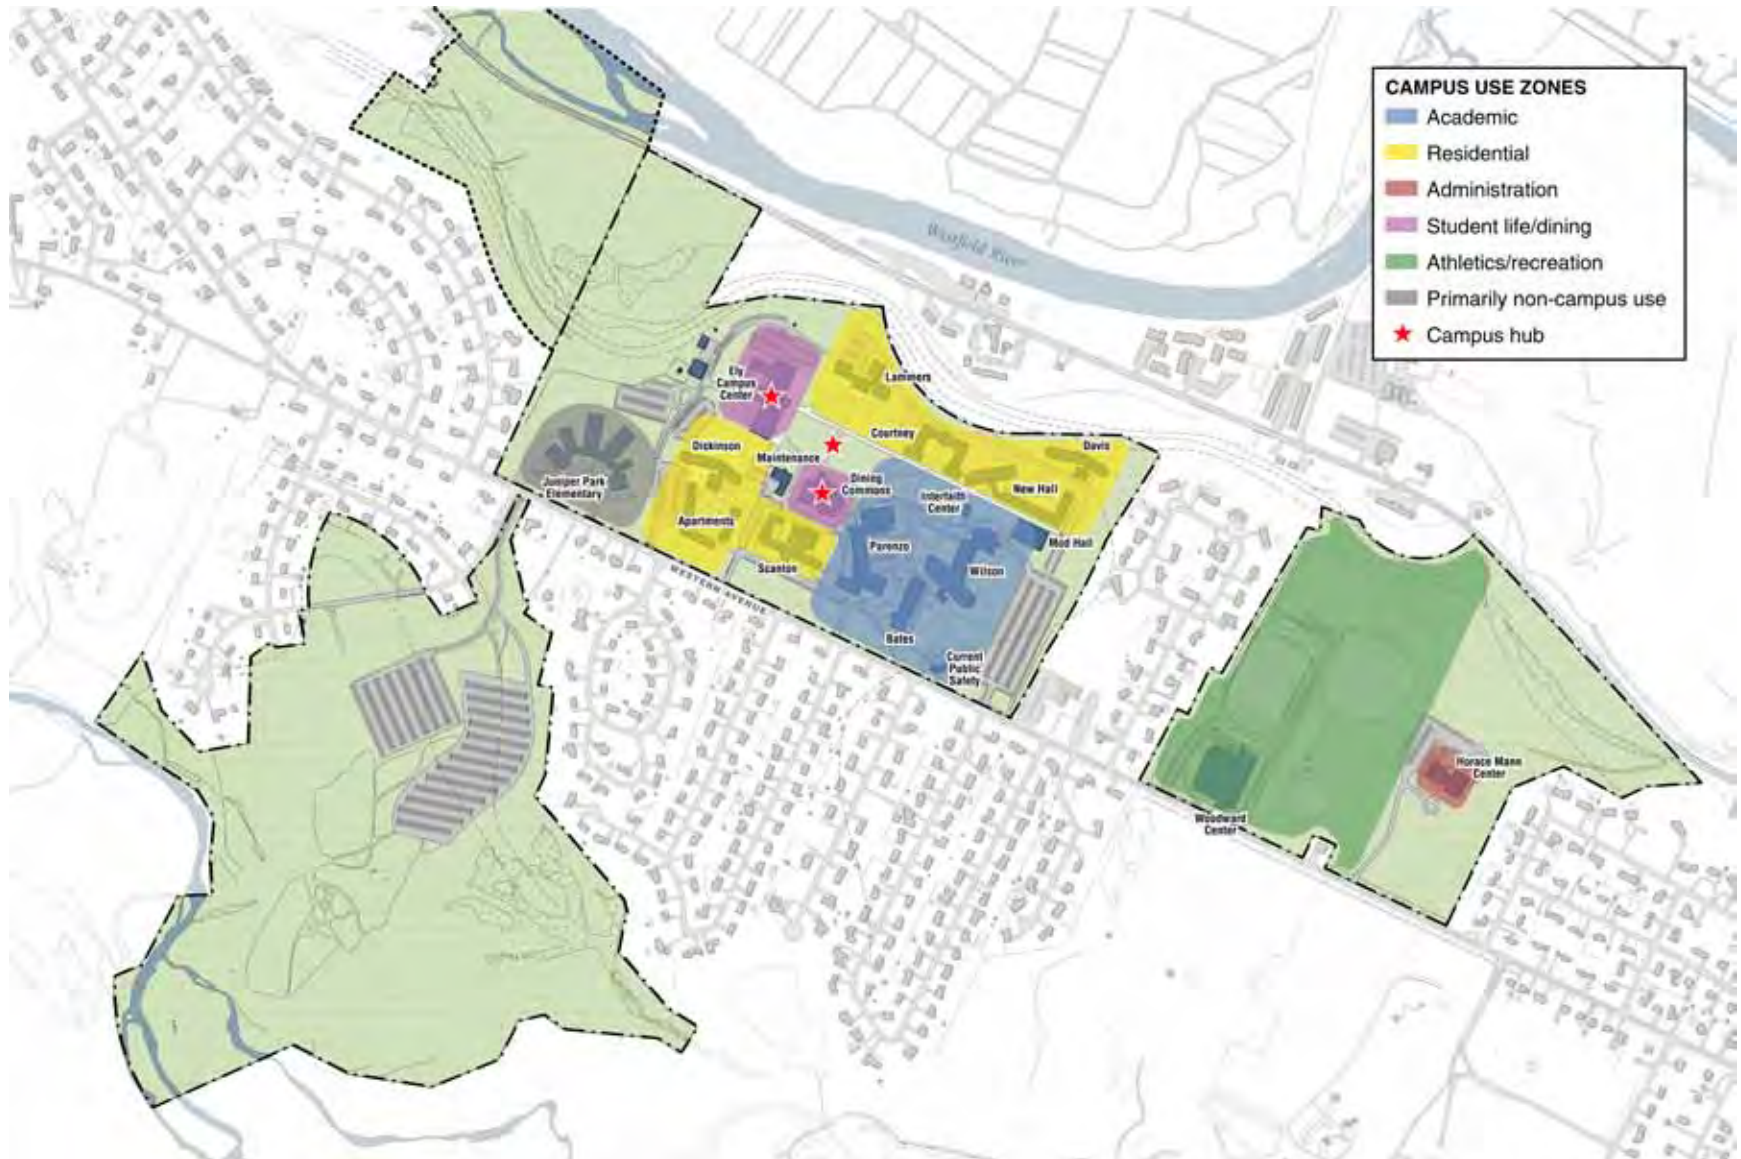 CAMPUS USE ZONES
Academic
Residential
Administration
Student life/dining
Athletics/recreation
Primarily non-campus use
Campus hub
Westfield River
Ely
Campus
Center
Lammers
Courtney
Davis
Dickinson
Maintenance
Dining
Commons
Juniper Park
Elementary
Interfaith
Center
New Hall
Apartments
Parenzo
Mod Hall
Scanlon
Wilson
WESTERN AVENUE
Bates
Current
Public
Safety
Horace Mann
Center
Woodward
Center